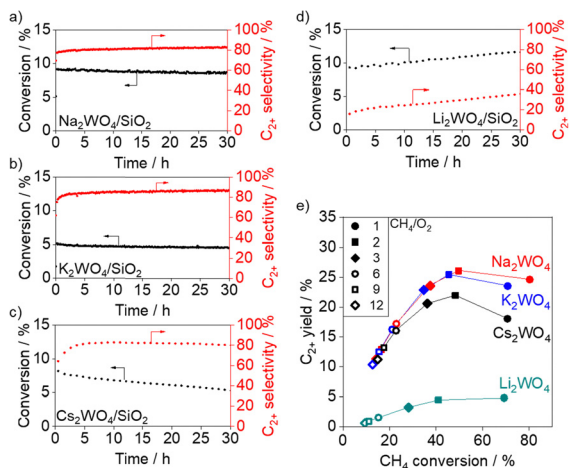 a)
Conversion / %
15
10
5
0
100
80
60
40
20
0
C2+ selectivity / %
Na2WO4/SiO2
0 5 10 15 20 25 30
Time / h
b)
Conversion / %
15
10
5
0
100
80
60
40
20
0
C2+ selectivity / %
K2WO4/SiO2
0 5 10 15 20 25 30
Time / h
c)
Conversion / %
15
10
5
0
100
80
60
40
20
0
C2+ selectivity / %
Cs2WO4/SiO2
0 5 10 15 20 25 30
Time / h
d)
Conversion / %
15
10
5
0
100
80
60
40
20
0
C2+ selectivity / %
Li2WO4/SiO2
0 5 10 15 20 25 30
Time / h
e)
C2+ yield / %
35
30
25
20
15
10
5
0
1 CH4/O2
2
3
6
9
12
Na2WO4
K2WO4
Cs2WO4
Li2WO4
0 20 40 60 80
CH4 conversion / %